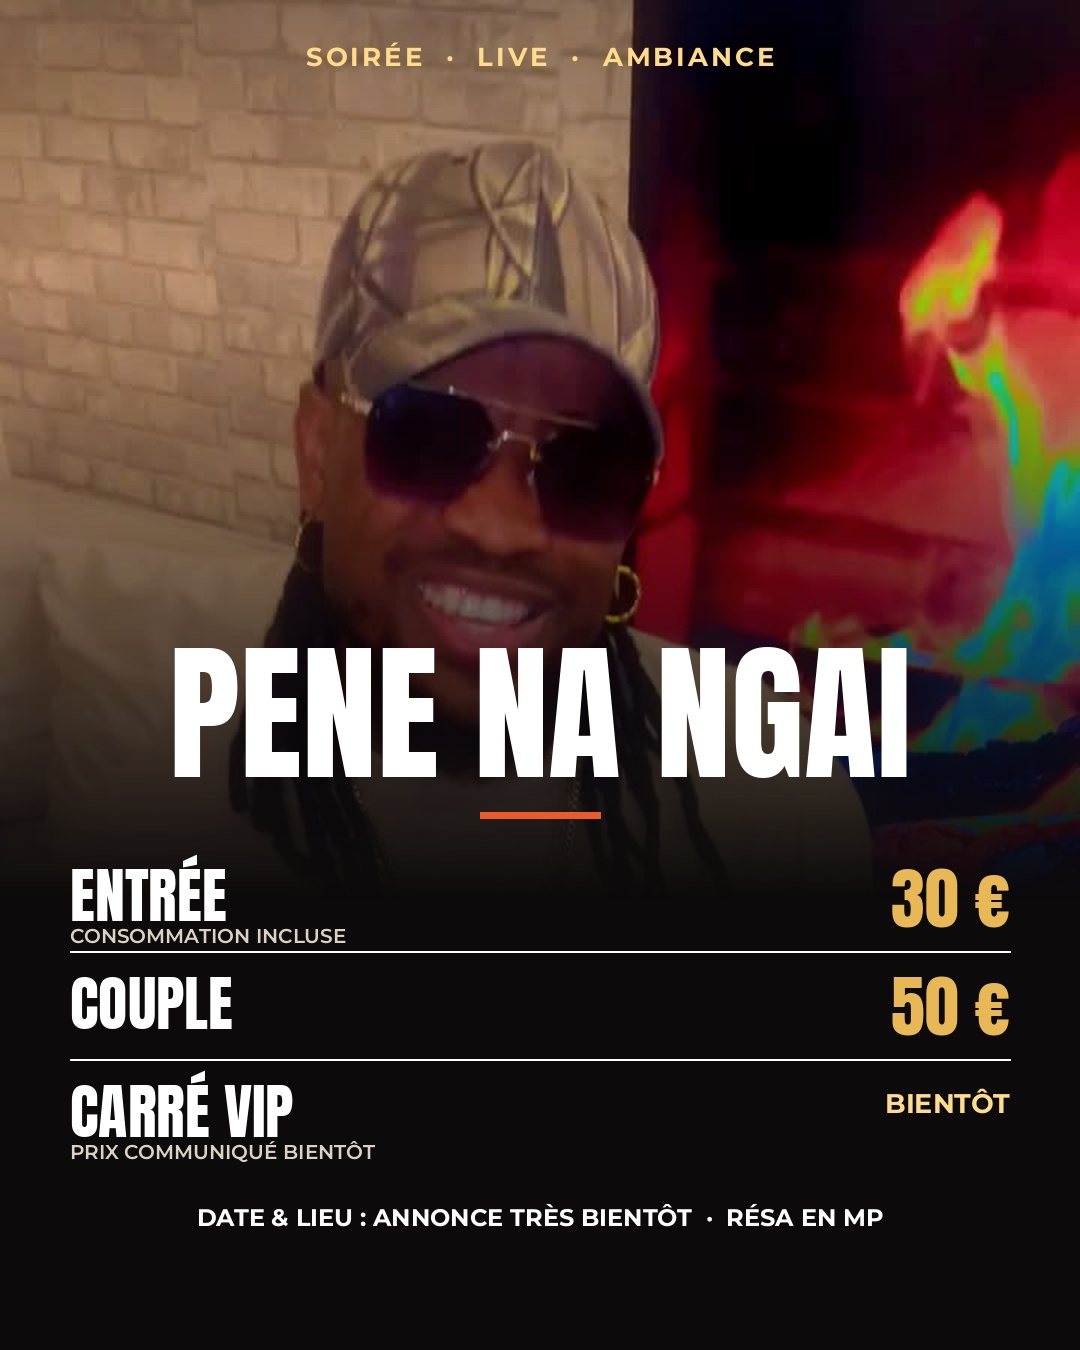 SOIRÉE · LIVE · AMBIANCE
PENE NA NGAI
ENTRÉE 30 €
CONSOMMATION INCLUSE
COUPLE 50 €
CARRÉ VIP BIENTÔT
PRIX COMMUNIQUÉ BIENTÔT
DATE & LIEU : ANNONCE TRÈS BIENTÔT · RÉSA EN MP